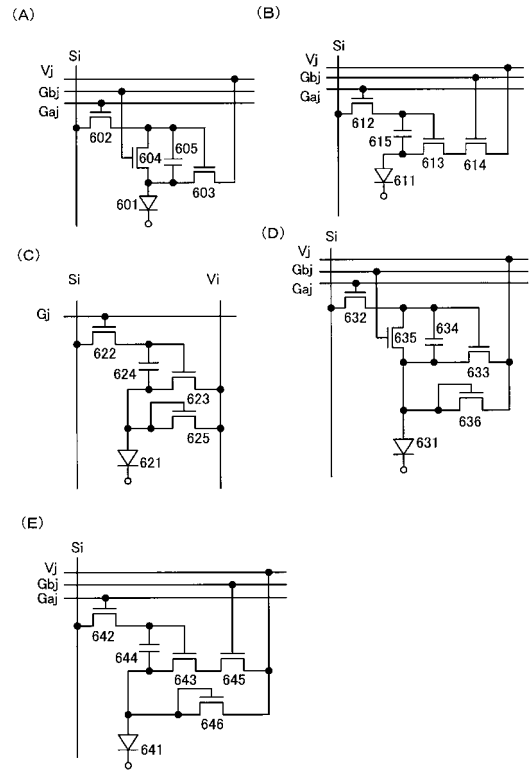 (A)
Si
Vj
Gbj
Gaj
602
604
605
603
601
(B)
Si
Vj
Gbj
Gaj
612
615
613
614
611
(C)
Si
Vi
Gj
622
624
623
625
621
(D)
Si
Vj
Gbj
Gaj
632
635
634
633
636
631
(E)
Si
Vj
Gbj
Gaj
642
644
643
645
646
641